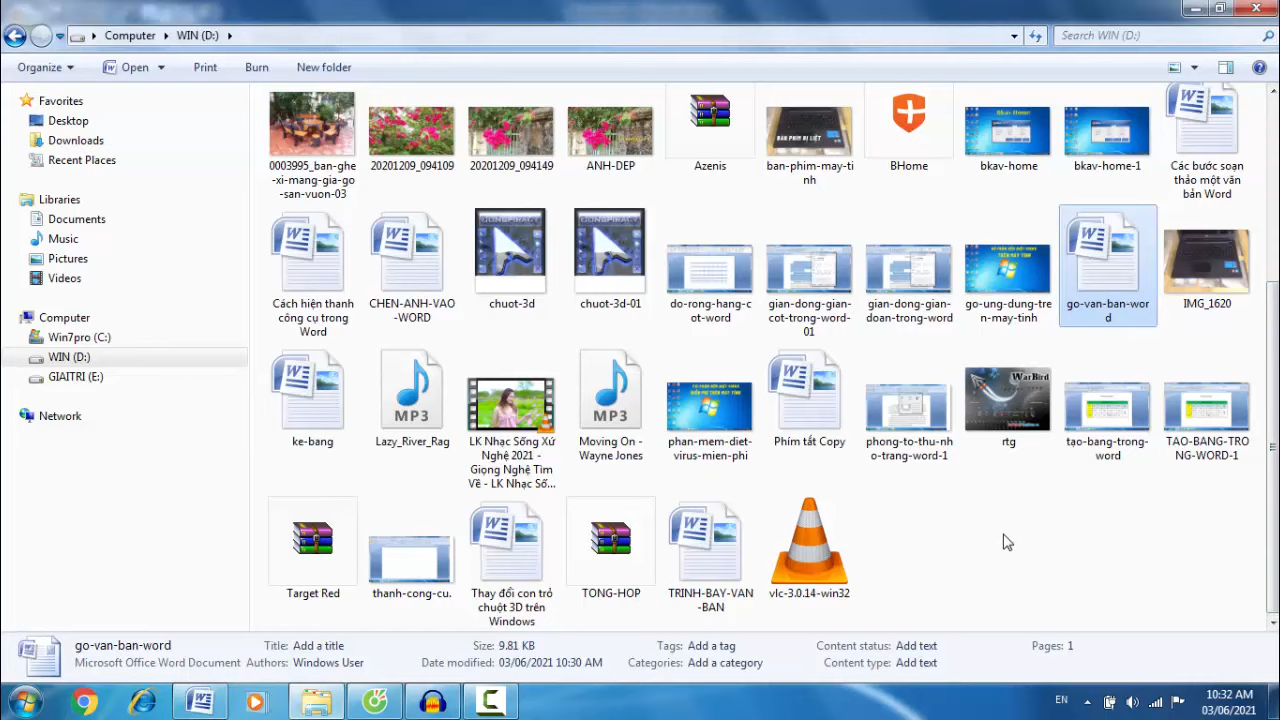 Computer
WIN (D:)
Search WIN (D:)
Organize
Open
Print
Burn
New folder
Favorites
Desktop
Downloads
Recent Places
Libraries
Documents
Music
Pictures
Videos
Computer
Win7pro (C:)
WIN (D:)
GIAITRI (E:)
Network
0003995_ban-ghe
-xi-mang-gia-go
-san-vuon-03
20201209_094109
20201209_094149
ANH-DEP
Azenis
BÀN PHÍM BỊ LIỆT
ban-phim-may-ti
nh
BHome
bkav-home
bkav-home-1
Các bước soạn
thảo một văn
bản Word
Cách hiện thanh
công cụ trong
Word
CHEN-ANH-VAO
-WORD
chuot-3d
chuot-3d-01
do-rong-hang-c
ot-word
gian-dong-gian-
cot-trong-word-
01
gian-dong-gian-
doan-trong-word
go-ung-dung-tre
n-may-tinh
go-van-ban-wor
d
IMG_1620
ke-bang
MP3
Lazy_River_Rag
LK Nhạc Sống Xứ
Nghệ 2021 -
Giọng Nghệ Tìm
Về - LK Nhạc Số...
MP3
Moving On -
Wayne Jones
phan-mem-diet-
virus-mien-phi
Phím tắt Copy
phong-to-thu-nh
o-trang-word-1
WarBird
rtg
tạo-bang-trong-
word
TAO-BANG-TRO
NG-WORD-1
Target Red
thanh-cong-cu.
Thay đổi con trỏ
chuột 3D trên
Windows
TONG-HOP
TRINH-BAY-VAN
-BAN
vlc-3.0.14-win32
go-van-ban-word
Title: Add a title
Size: 9.81 KB
Tags: Add a tag
Content status: Add text
Pages: 1
Microsoft Office Word Document
Authors: Windows User
Date modified: 03/06/2021 10:30 AM
Categories: Add a category
Content type: Add text
EN
10:32 AM
03/06/2021